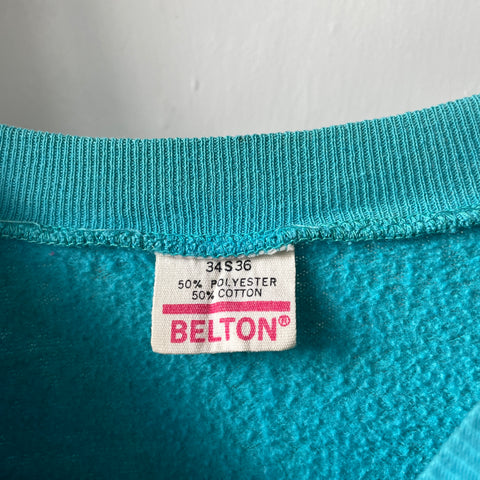 34S36
50% POLYESTER
50% COTTON
BELTON®